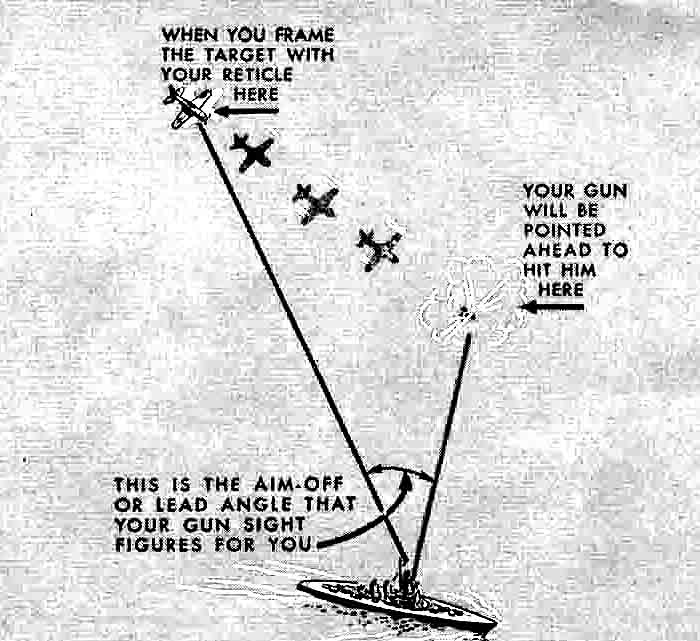 WHEN YOU FRAME
THE TARGET WITH
YOUR RETICLE
HERE
YOUR GUN
WILL BE
POINTED
AHEAD TO
HIT HIM
HERE
THIS IS THE AIM-OFF
OR LEAD ANGLE THAT
YOUR GUN SIGHT
FIGURES FOR YOU